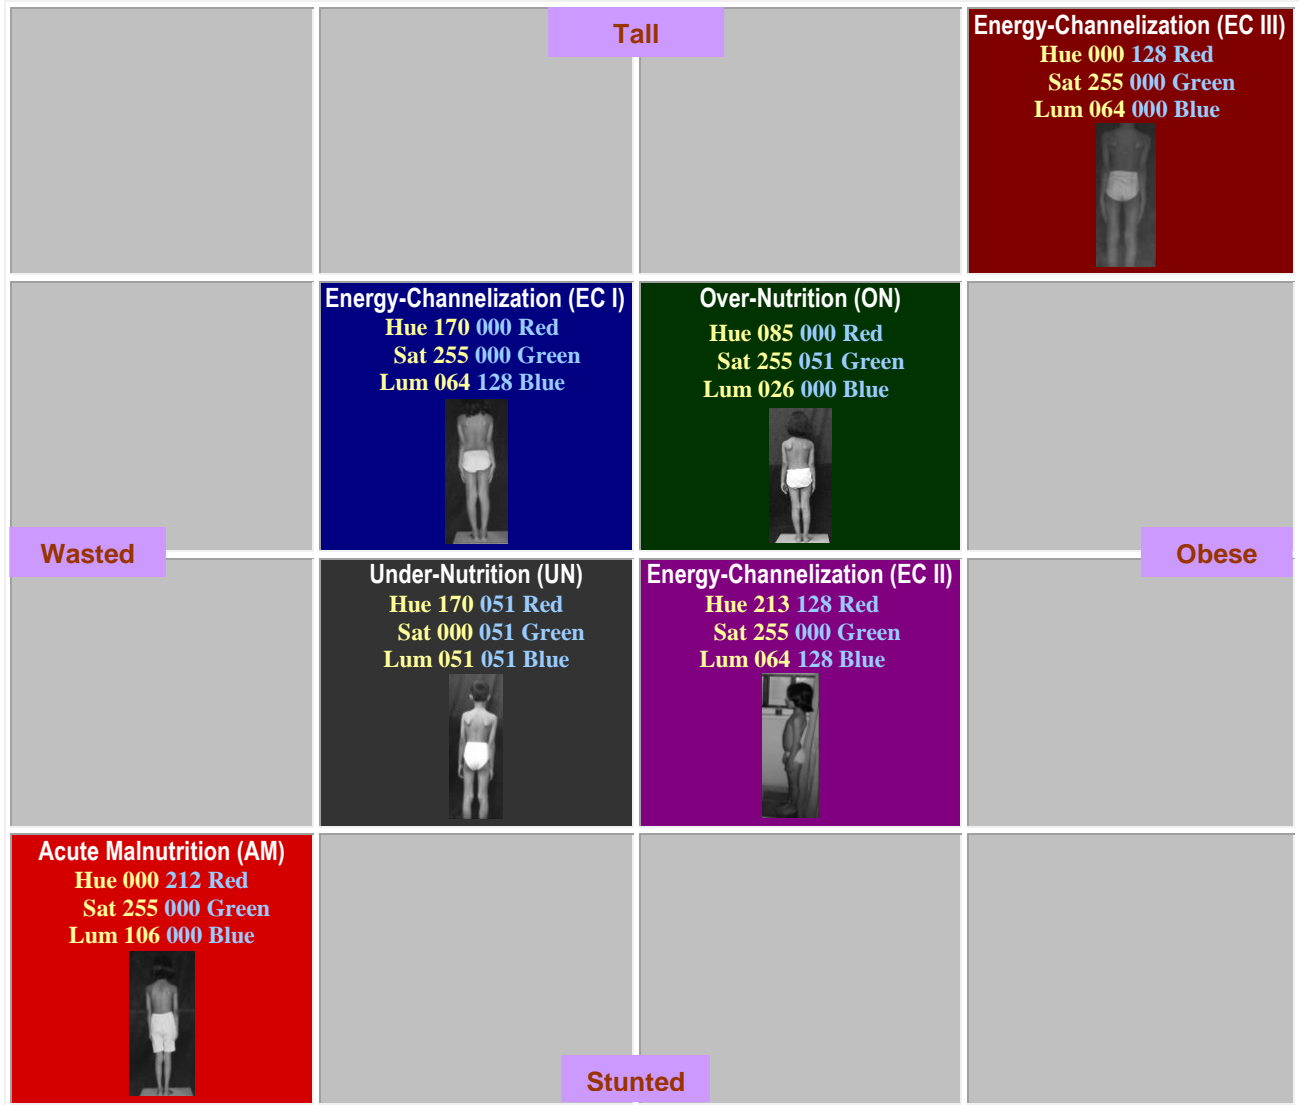 Tall
Energy-Channelization (EC III)
Hue 000 128 Red
Sat 255 000 Green
Lum 064 000 Blue
Energy-Channelization (EC I)
Hue 170 000 Red
Sat 255 000 Green
Lum 064 128 Blue
Over-Nutrition (ON)
Hue 085 000 Red
Sat 255 051 Green
Lum 026 000 Blue
Wasted
Obese
Under-Nutrition (UN)
Hue 170 051 Red
Sat 000 051 Green
Lum 051 051 Blue
Energy-Channelization (EC II)
Hue 213 128 Red
Sat 255 000 Green
Lum 064 128 Blue
Acute Malnutrition (AM)
Hue 000 212 Red
Sat 255 000 Green
Lum 106 000 Blue
Stunted